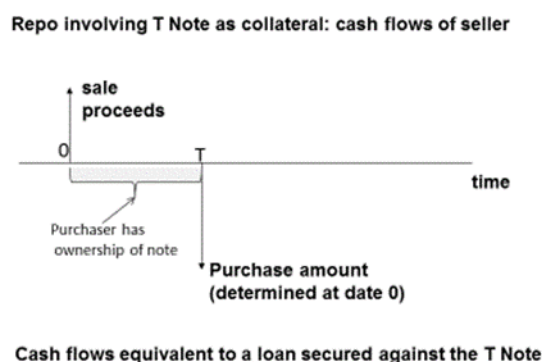 Repo involving T Note as collateral: cash flows of seller
sale
proceeds
0
T
time
Purchaser has
ownership of note
Purchase amount
(determined at date 0)
Cash flows equivalent to a loan secured against the T Note